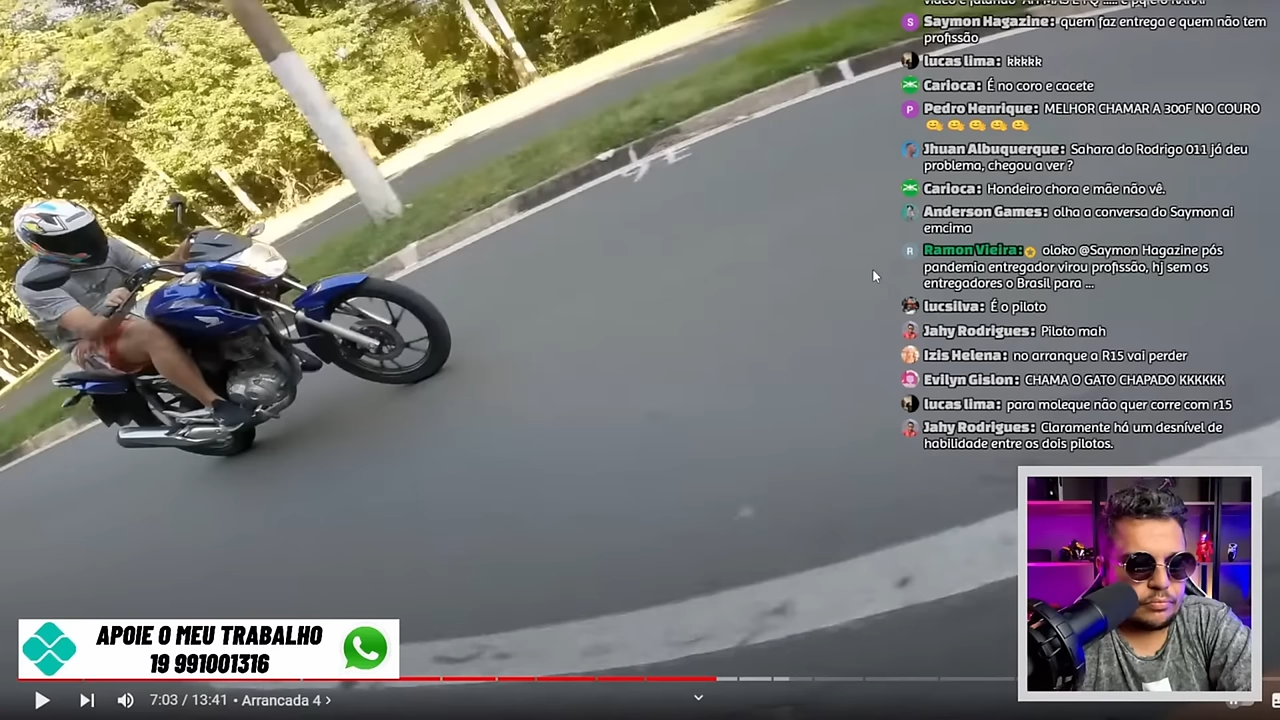 Saymon Hagazine: quem faz entrega e quem não tem
profissão
lucas lima: kkkkk
Carioca: É no coro e cacete
Pedro Henrique: MELHOR CHAMAR A 300F NO COURO
Jhuan Albuquerque: Sahara do Rodrigo 011 já deu
problema, chegou a ver ?
Carioca: Hondeiro chora e mãe não vê.
Anderson Games: olha a conversa do Saymon ai
emcima
Ramon Vieira: oloko @Saymon Hagazine pós
pandemia entregador virou profissão, hj sem os
entregadores o Brasil para ...
lucsilva: É o piloto
Jahy Rodrigues: Piloto mah
Izis Helena: no arranque a R15 vai perder
Evilyn Gislon: CHAMA O GATO CHAPADO KKKKKK
lucas lima: para moleque não quer corre com r15
Jahy Rodrigues: Claramente há um desnível de
habilidade entre os dois pilotos.
APOIE O MEU TRABALHO
19 991001316
7:03 / 13:41 • Arrancada 4 ›